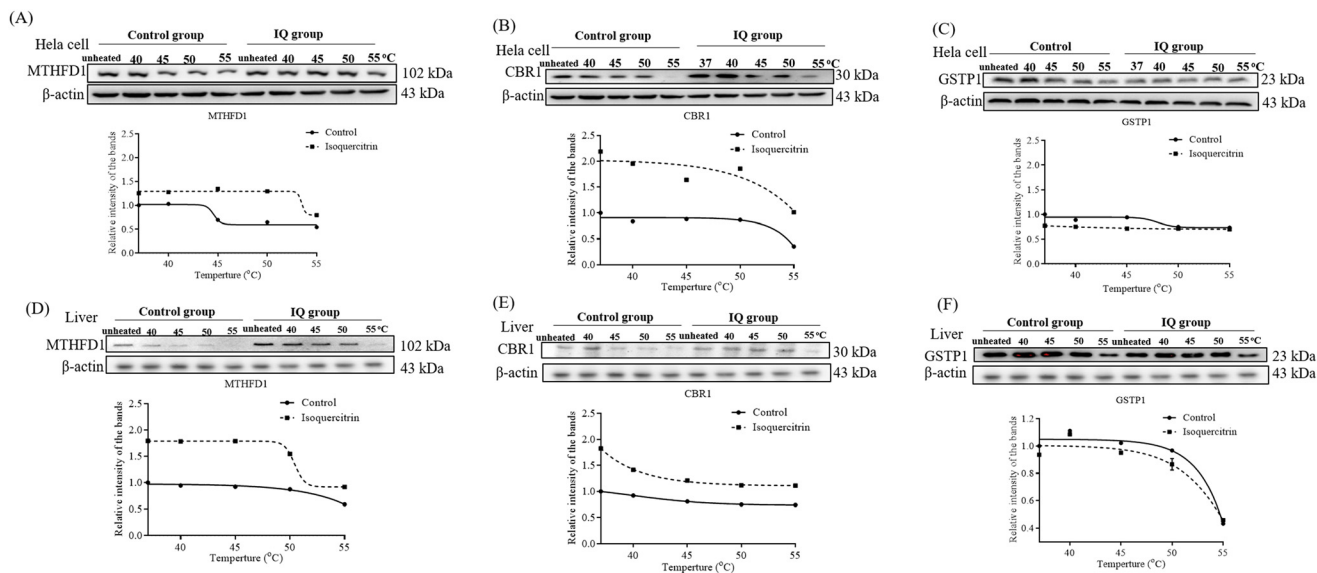 (A)
Control group IQ group
Hela cell
unheated 40 45 50 55 unheated 40 45 50 55 °C
MTHFD1 102 kDa
β-actin 43 kDa
MTHFD1
Control
Isoquercitrin
Relative intensity of the bands
2.5
2.0
1.5
1.0
0.5
0.0
40 45 50 55
Temperture (°C)
(B)
Control group IQ group
Hela cell
unheated 40 45 50 55 37 40 45 50 55 °C
CBR1 30 kDa
β-actin 43 kDa
CBR1
Control
Isoquercitrin
Relative intensity of the bands
2.5
2.0
1.5
1.0
0.5
0.0
40 45 50 55
Temperture (°C)
(C)
Control IQ group
Hela cell
unheated 40 45 50 55 37 40 45 50 55 °C
GSTP1 23 kDa
β-actin 43 kDa
GSTP1
Control
Isoquercitrin
Relative intensity of the bands
2.5
2.0
1.5
1.0
0.5
0.0
40 45 50 55
Temperture (°C)
(D)
Control group IQ group
Liver
unheated 40 45 50 55 unheated 40 45 50 55 °C
MTHFD1 102 kDa
β-actin 43 kDa
MTHFD1
Control
Isoquercitrin
Relative intensity of the bands
2.5
2.0
1.5
1.0
0.5
0.0
40 45 50 55
Temperture (°C)
(E)
Control group IQ group
Liver
unheated 40 45 50 55 unheated 40 45 50 55 °C
CBR1 30 kDa
β-actin 43 kDa
CBR1
Control
Isoquercitrin
Relative intensity of the bands
2.5
2.0
1.5
1.0
0.5
0.0
40 45 50 55
Temperture (°C)
(F)
Control group IQ group
Liver
unheated 40 45 50 55 unheated 40 45 50 55 °C
GSTP1 23 kDa
β-actin 43 kDa
GSTP1
Control
Isoquercitrin
Relative intensity of the bands
1.2
1.0
0.8
0.6
0.4
40 45 50 55
Temperture (°C)